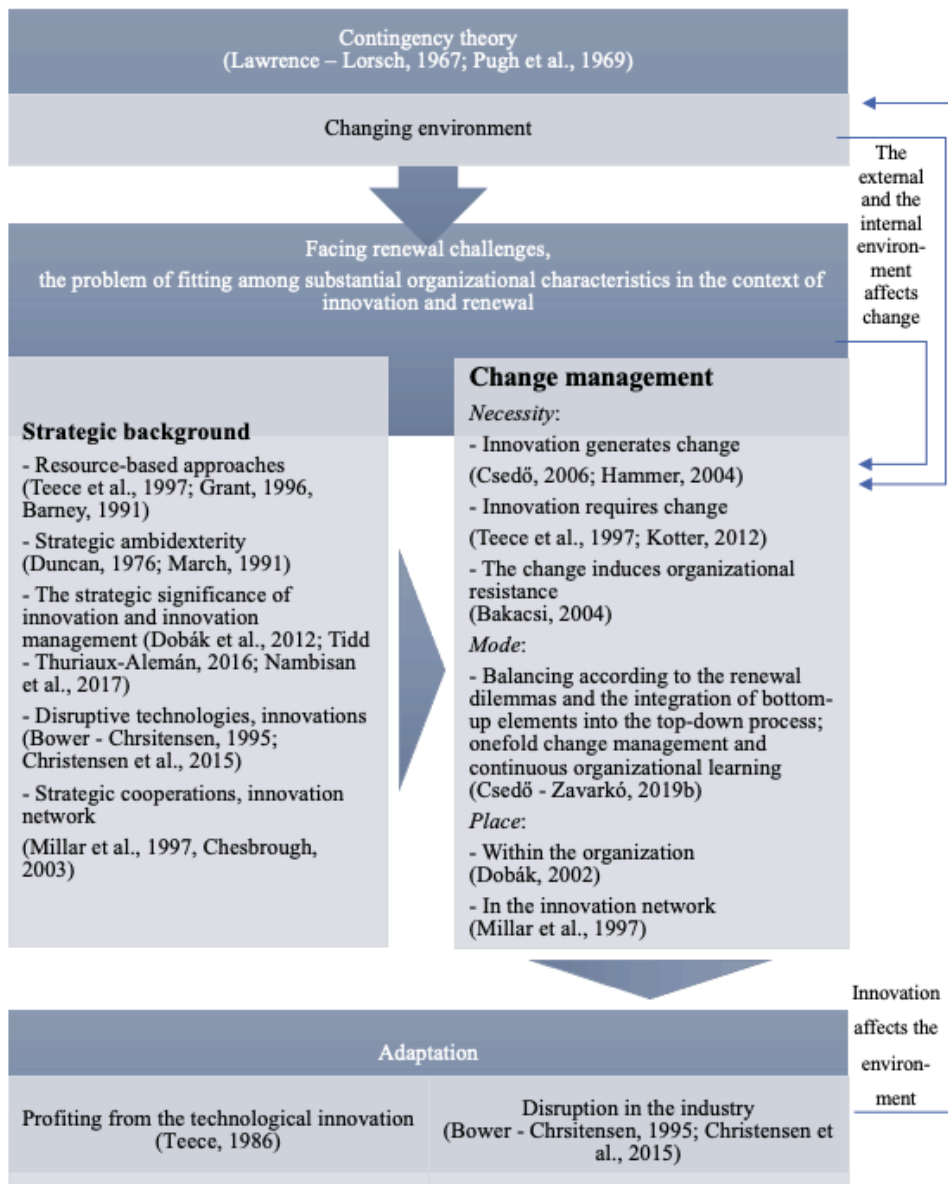 Contingency theory
(Lawrence – Lorsch, 1967; Pugh et al., 1969)
Changing environment
The
external
and the
internal
environ-
ment
affects
change
Facing renewal challenges,
the problem of fitting among substantial organizational characteristics in the context of
innovation and renewal
Strategic background
- Resource-based approaches
(Teece et al., 1997; Grant, 1996,
Barney, 1991)
- Strategic ambidexterity
(Duncan, 1976; March, 1991)
- The strategic significance of
innovation and innovation
management (Dobák et al., 2012; Tidd
- Thuriaux-Alemán, 2016; Nambisan
et al., 2017)
- Disruptive technologies, innovations
(Bower - Chrsitensen, 1995;
Christensen et al., 2015)
- Strategic cooperations, innovation
network
(Millar et al., 1997, Chesbrough,
2003)
Change management
Necessity:
- Innovation generates change
(Csedő, 2006; Hammer, 2004)
- Innovation requires change
(Teece et al., 1997; Kotter, 2012)
- The change induces organizational
resistance
(Bakacsi, 2004)
Mode:
- Balancing according to the renewal
dilemmas and the integration of bottom-
up elements into the top-down process;
onefold change management and
continuous organizational learning
(Csedő - Zavarkó, 2019b)
Place:
- Within the organization
(Dobák, 2002)
- In the innovation network
(Millar et al., 1997)
Innovation
affects the
environ-
ment
Adaptation
Profiting from the technological innovation
(Teece, 1986)
Disruption in the industry
(Bower - Chrsitensen, 1995; Christensen et
al., 2015)